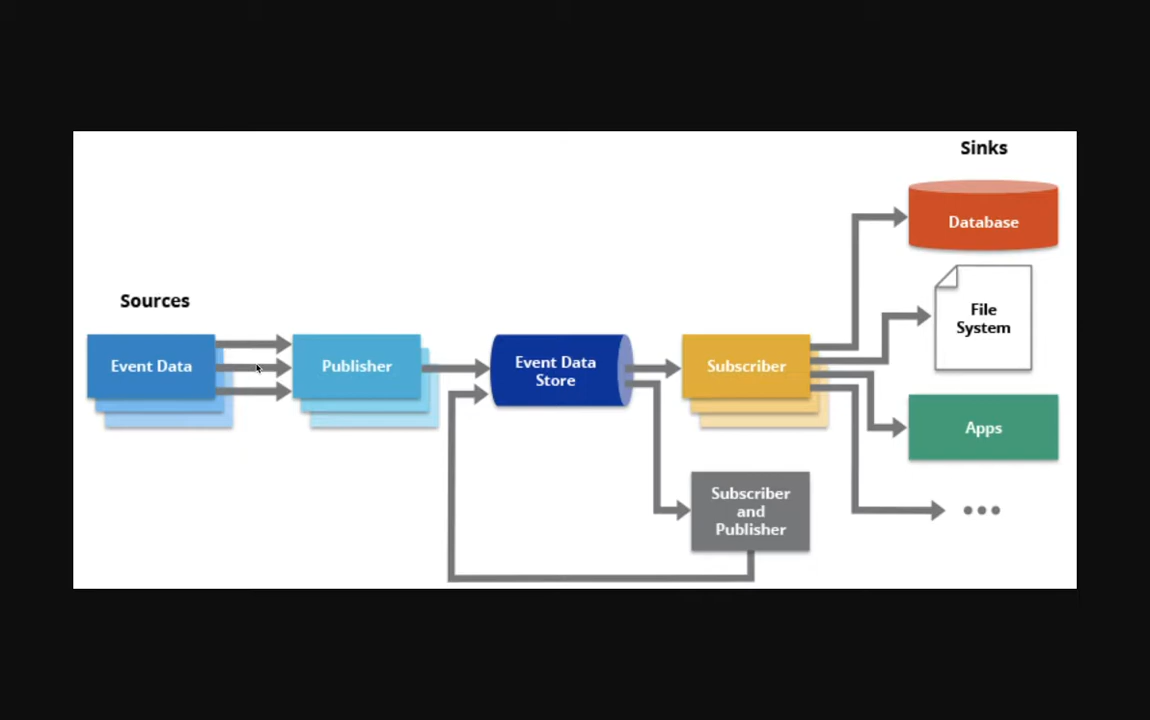 Sinks
Database
Sources
File
System
Event Data
Publisher
Event Data
Store
Subscriber
Apps
Subscriber
and
Publisher